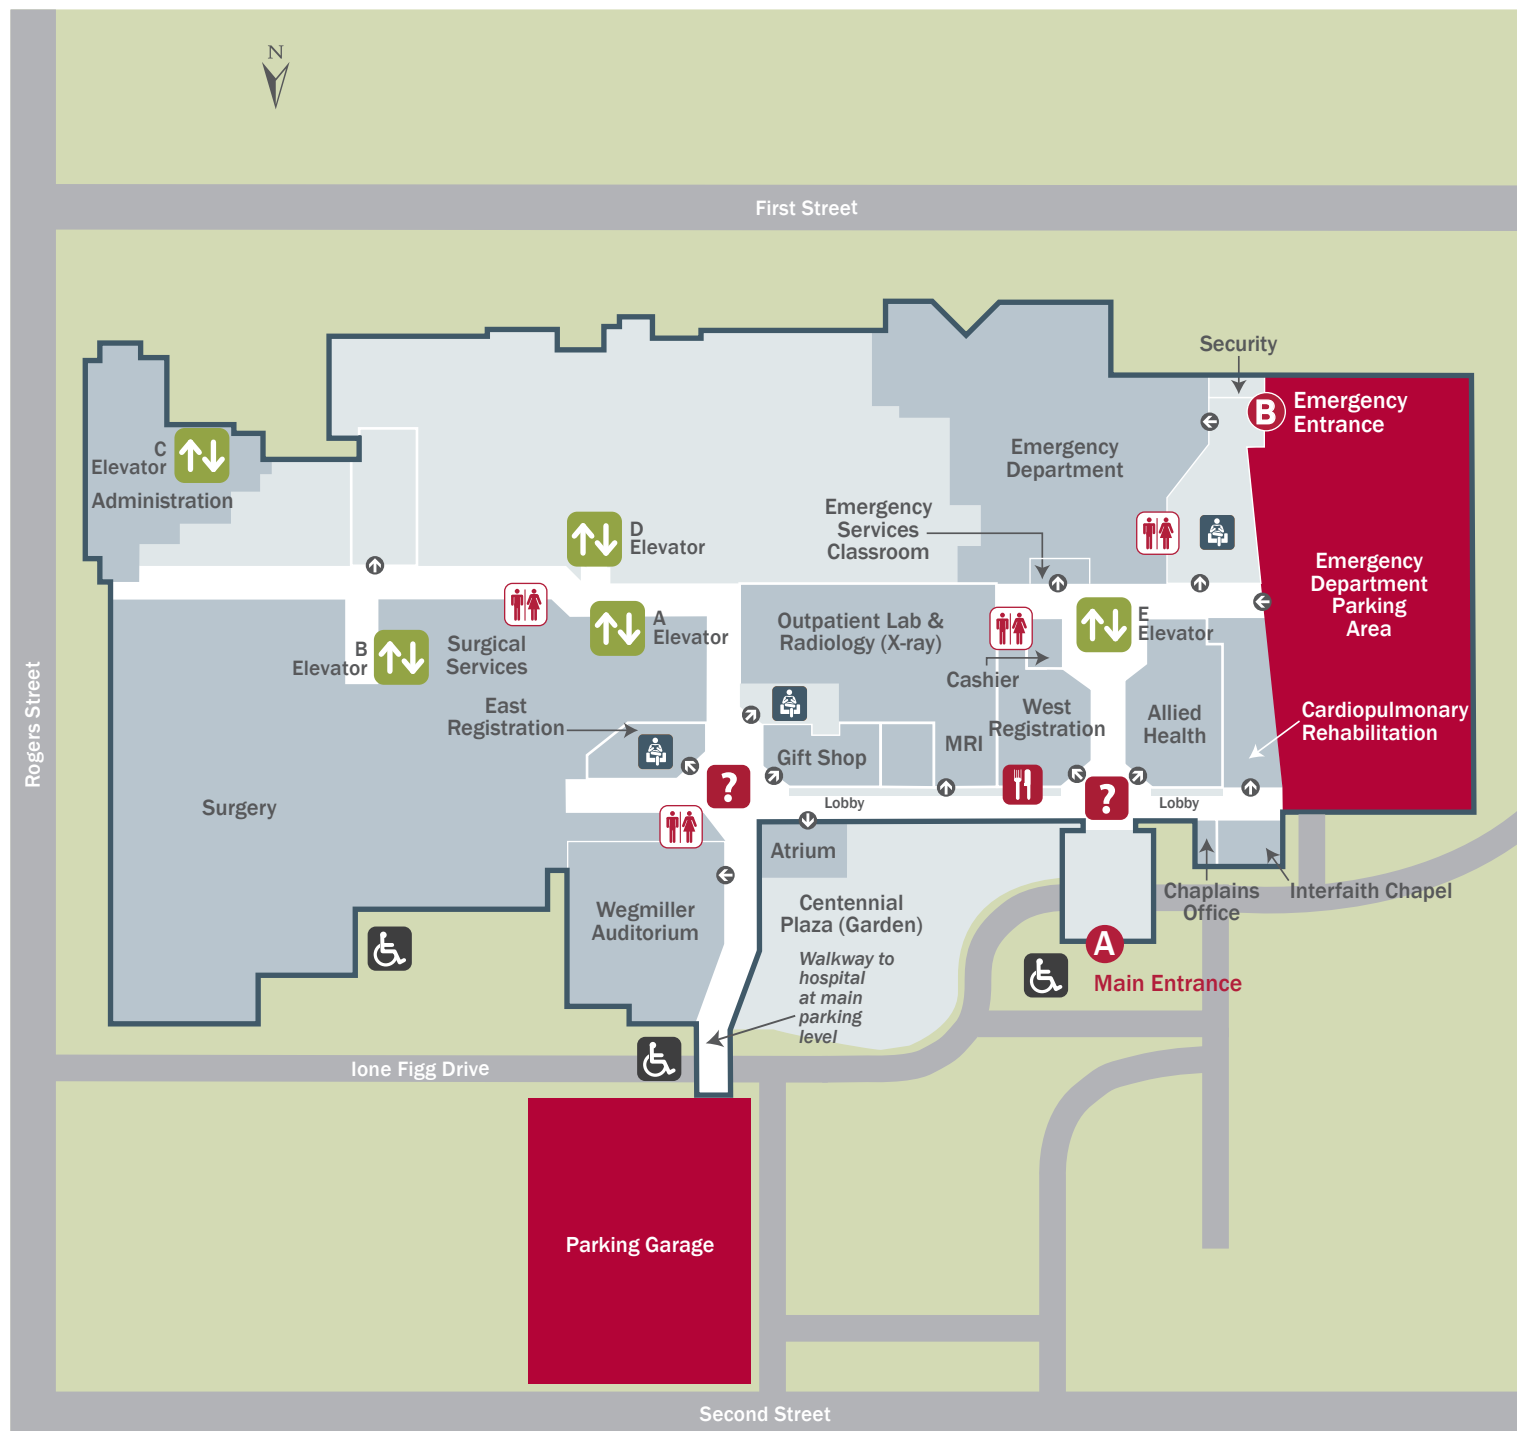 N
First Street
Security
B
Emergency
Entrance
C
Elevator
Administration
Emergency
Department
Emergency
Services
Classroom
D
Elevator
Emergency
Department
Parking
Area
A
Elevator
Outpatient Lab &
Radiology (X-ray)
E
Elevator
B
Elevator
Surgical
Services
Cashier
Rogers Street
East
Registration
West
Registration
Allied
Health
Cardiopulmonary
Rehabilitation
MRI
Gift Shop
?
?
Surgery
Lobby
Lobby
Atrium
Chaplains
Office
Interfaith Chapel
Wegmiller
Auditorium
Centennial
Plaza (Garden)
A
Main Entrance
Walkway to
hospital
at main
parking
level
Ione Figg Drive
Parking Garage
Second Street